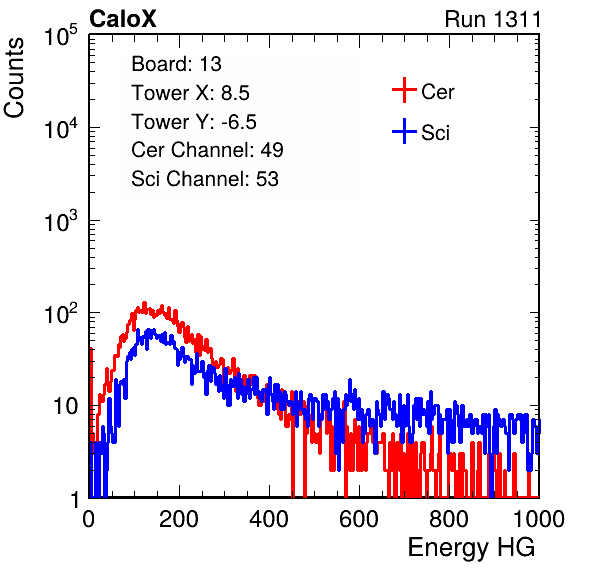 CaloX Run 1311
Counts
Board: 13
Tower X: 8.5
Tower Y: -6.5
Cer Channel: 49
Sci Channel: 53
Cer
Sci
10^5
10^4
10^3
10^2
10
1
0 200 400 600 800 1000
Energy HG